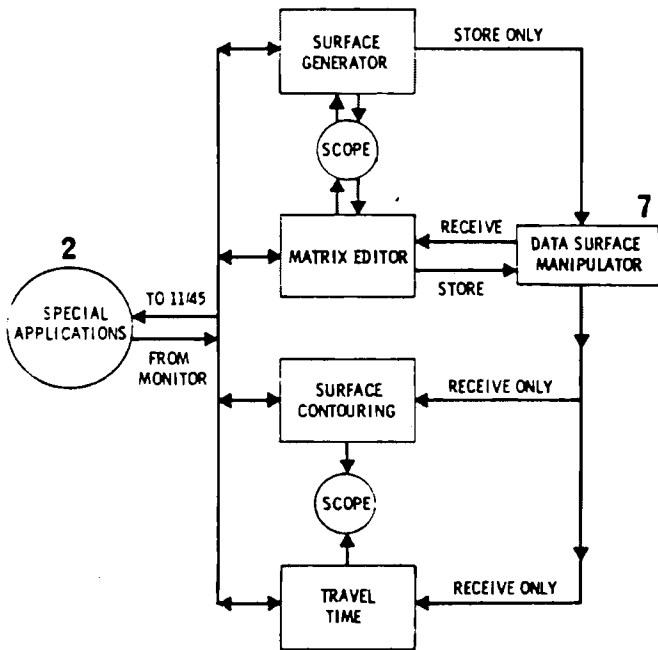 SURFACE
GENERATOR
STORE ONLY
SCOPE
7
RECEIVE
MATRIX EDITOR
DATA SURFACE
MANIPULATOR
STORE
2
SPECIAL
APPLICATIONS
TO 11/45
FROM
MONITOR
SURFACE
CONTOURING
RECEIVE ONLY
SCOPE
TRAVEL
TIME
RECEIVE ONLY